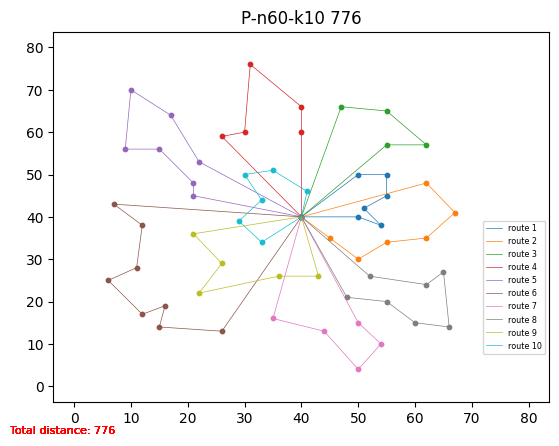 P-n60-k10 776
80
70
60
50
40
30
20
10
0
0 10 20 30 40 50 60 70 80
route 1
route 2
route 3
route 4
route 5
route 6
route 7
route 8
route 9
route 10
Total distance: 776